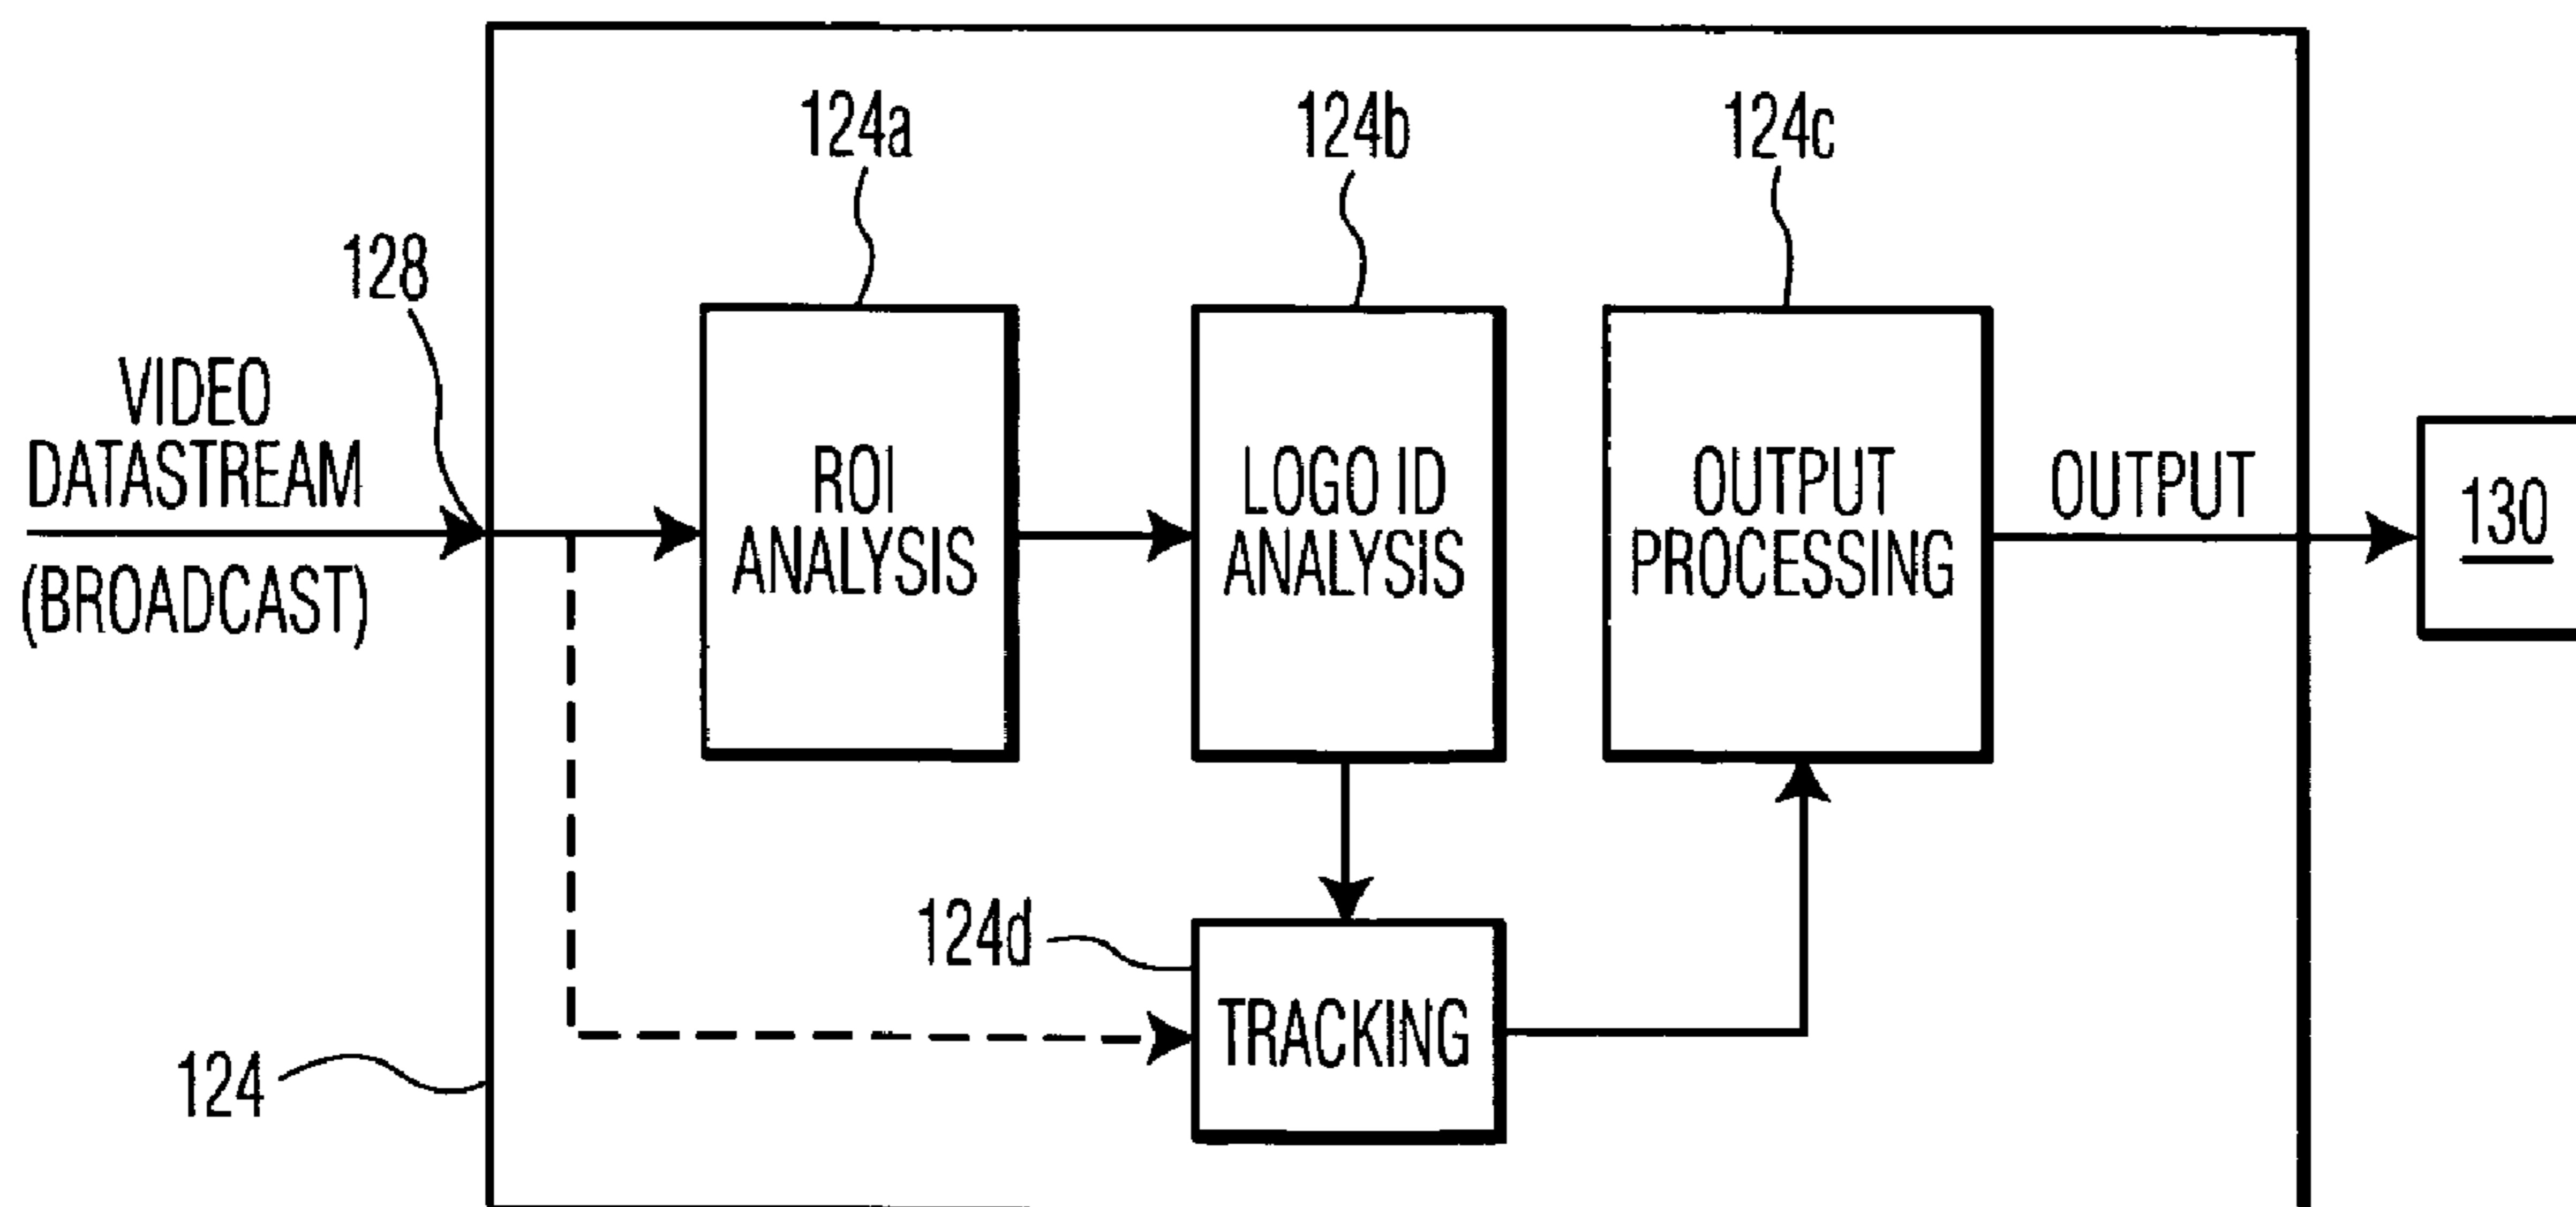 124a
124b
124c
128
VIDEO
DATASTREAM
(BROADCAST)
ROI
ANALYSIS
LOGO ID
ANALYSIS
OUTPUT
PROCESSING
OUTPUT
130
124d
TRACKING
124